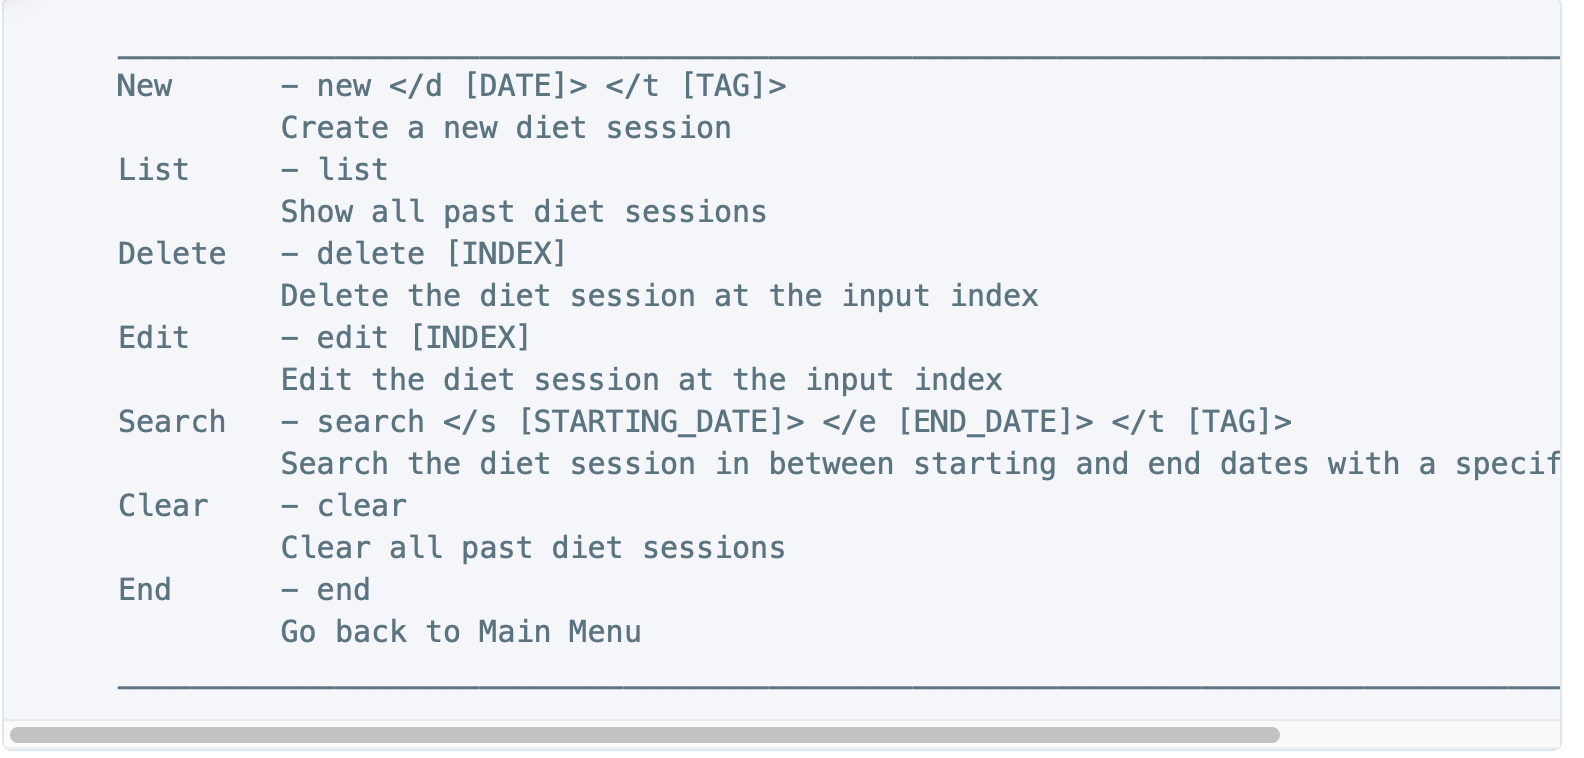 New      - new </d [DATE]> </t [TAG]>
         Create a new diet session
List     - list
         Show all past diet sessions
Delete   - delete [INDEX]
         Delete the diet session at the input index
Edit     - edit [INDEX]
         Edit the diet session at the input index
Search   - search </s [STARTING_DATE]> </e [END_DATE]> </t [TAG]>
         Search the diet session in between starting and end dates with a
Clear    - clear
         Clear all past diet sessions
End      - end
         Go back to Main Menu